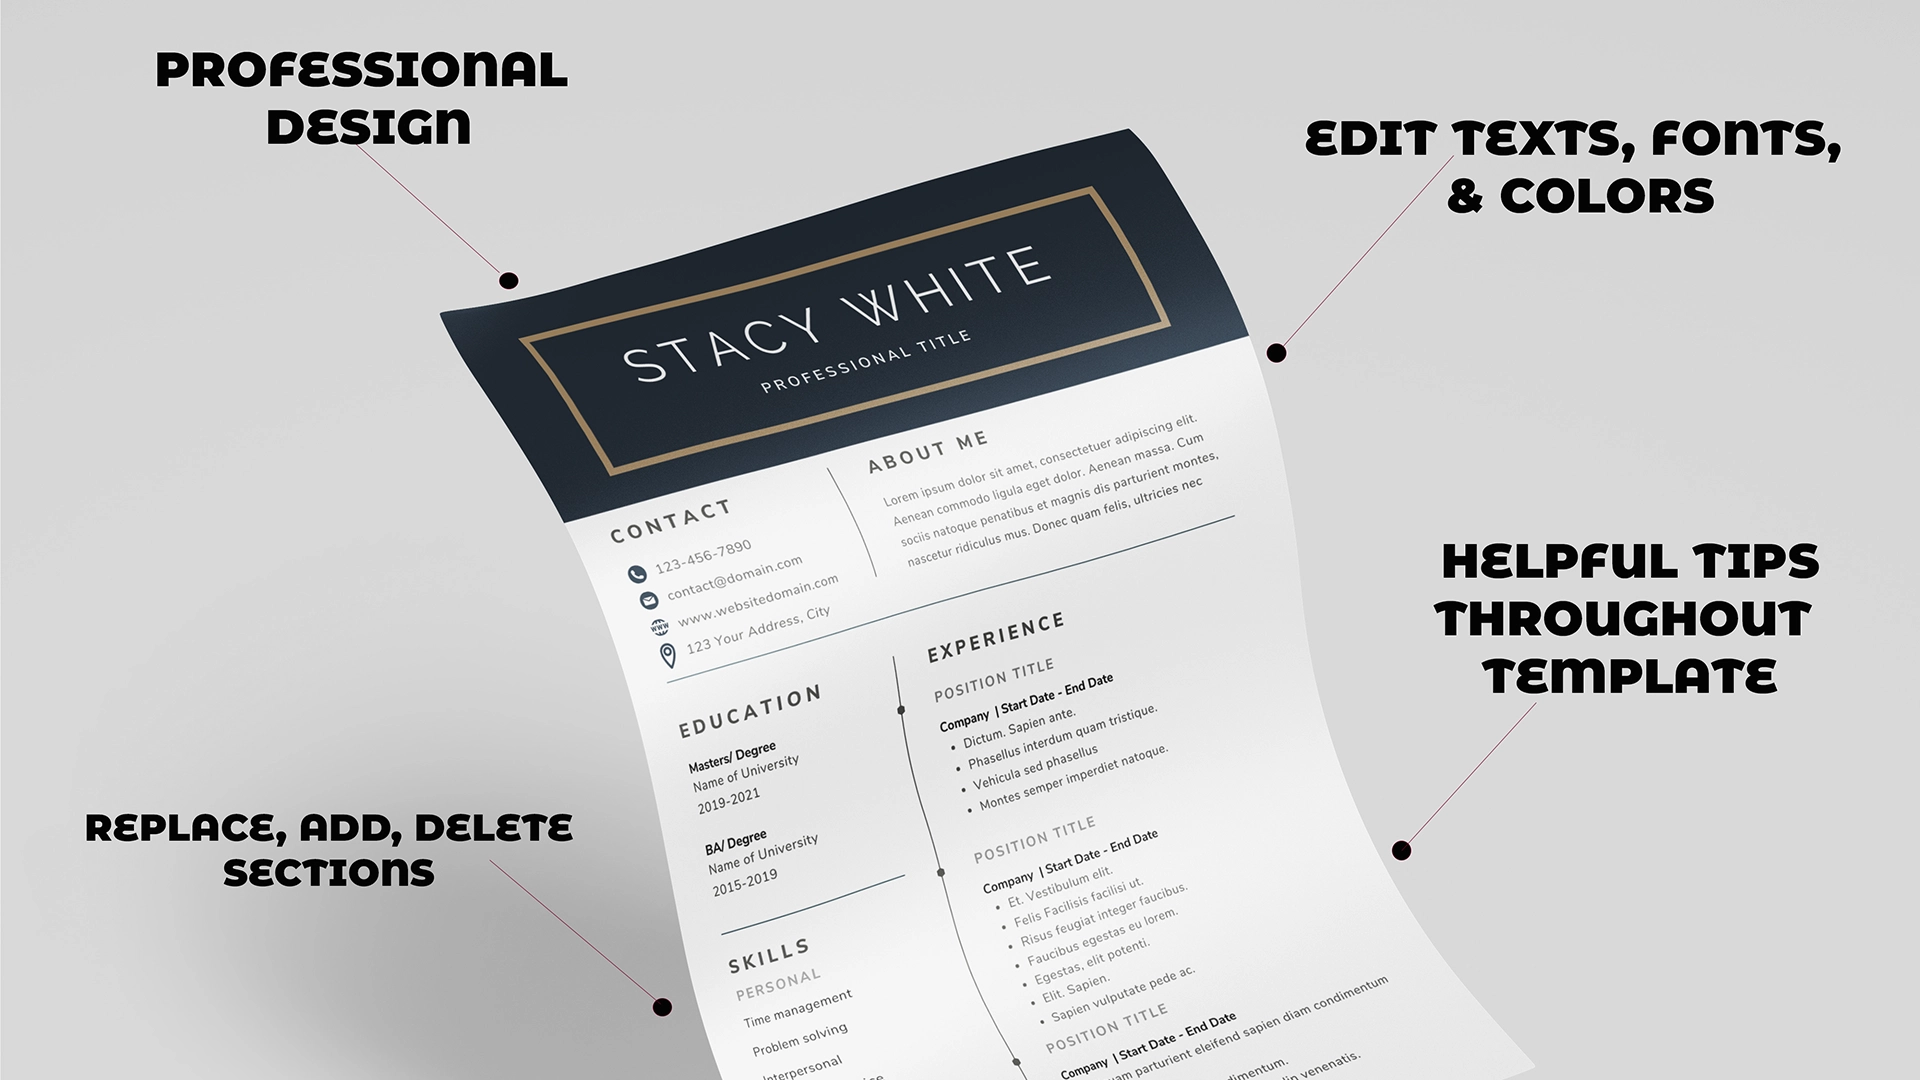 PROFESSIONAL
DESIGN
EDIT TEXTS, FONTS,
& COLORS
HELPFUL TIPS
THROUGHOUT
TEMPLATE
REPLACE, ADD, DELETE
SECTIONS
STACY WHITE
PROFESSIONAL TITLE
CONTACT
123-456-7890
contact@domain.com
www.websitedomain.com
123 Your Address, City
ABOUT ME
Lorem ipsum dolor sit amet, consectetuer adipiscing elit.
Aenean commodo ligula eget dolor. Aenean massa. Cum
sociis natoque penatibus et magnis dis parturient montes,
nascetur ridiculus mus. Donec quam felis, ultricies nec
EDUCATION
Masters/ Degree
Name of University
2019-2021
BA/ Degree
Name of University
2015-2019
SKILLS
PERSONAL
Time management
Problem solving
Interpersonal
EXPERIENCE
POSITION TITLE
Company | Start Date - End Date
• Dictum. Sapien ante.
• Phasellus interdum quam tristique.
• Vehicula sed phasellus
• Montes semper imperdiet natoque.
POSITION TITLE
Company | Start Date - End Date
• Et. Vestibulum elit.
• Felis Facilisis facilisi ut.
• Risus feugiat integer faucibus.
• Faucibus egestas eu lorem.
• Egestas, elit potenti.
• Elit. Sapien.
• Sapien vulputate pede ac.
POSITION TITLE
Company | Start Date - End Date
parturient eleifend sapien diam condimentum
venenatis.